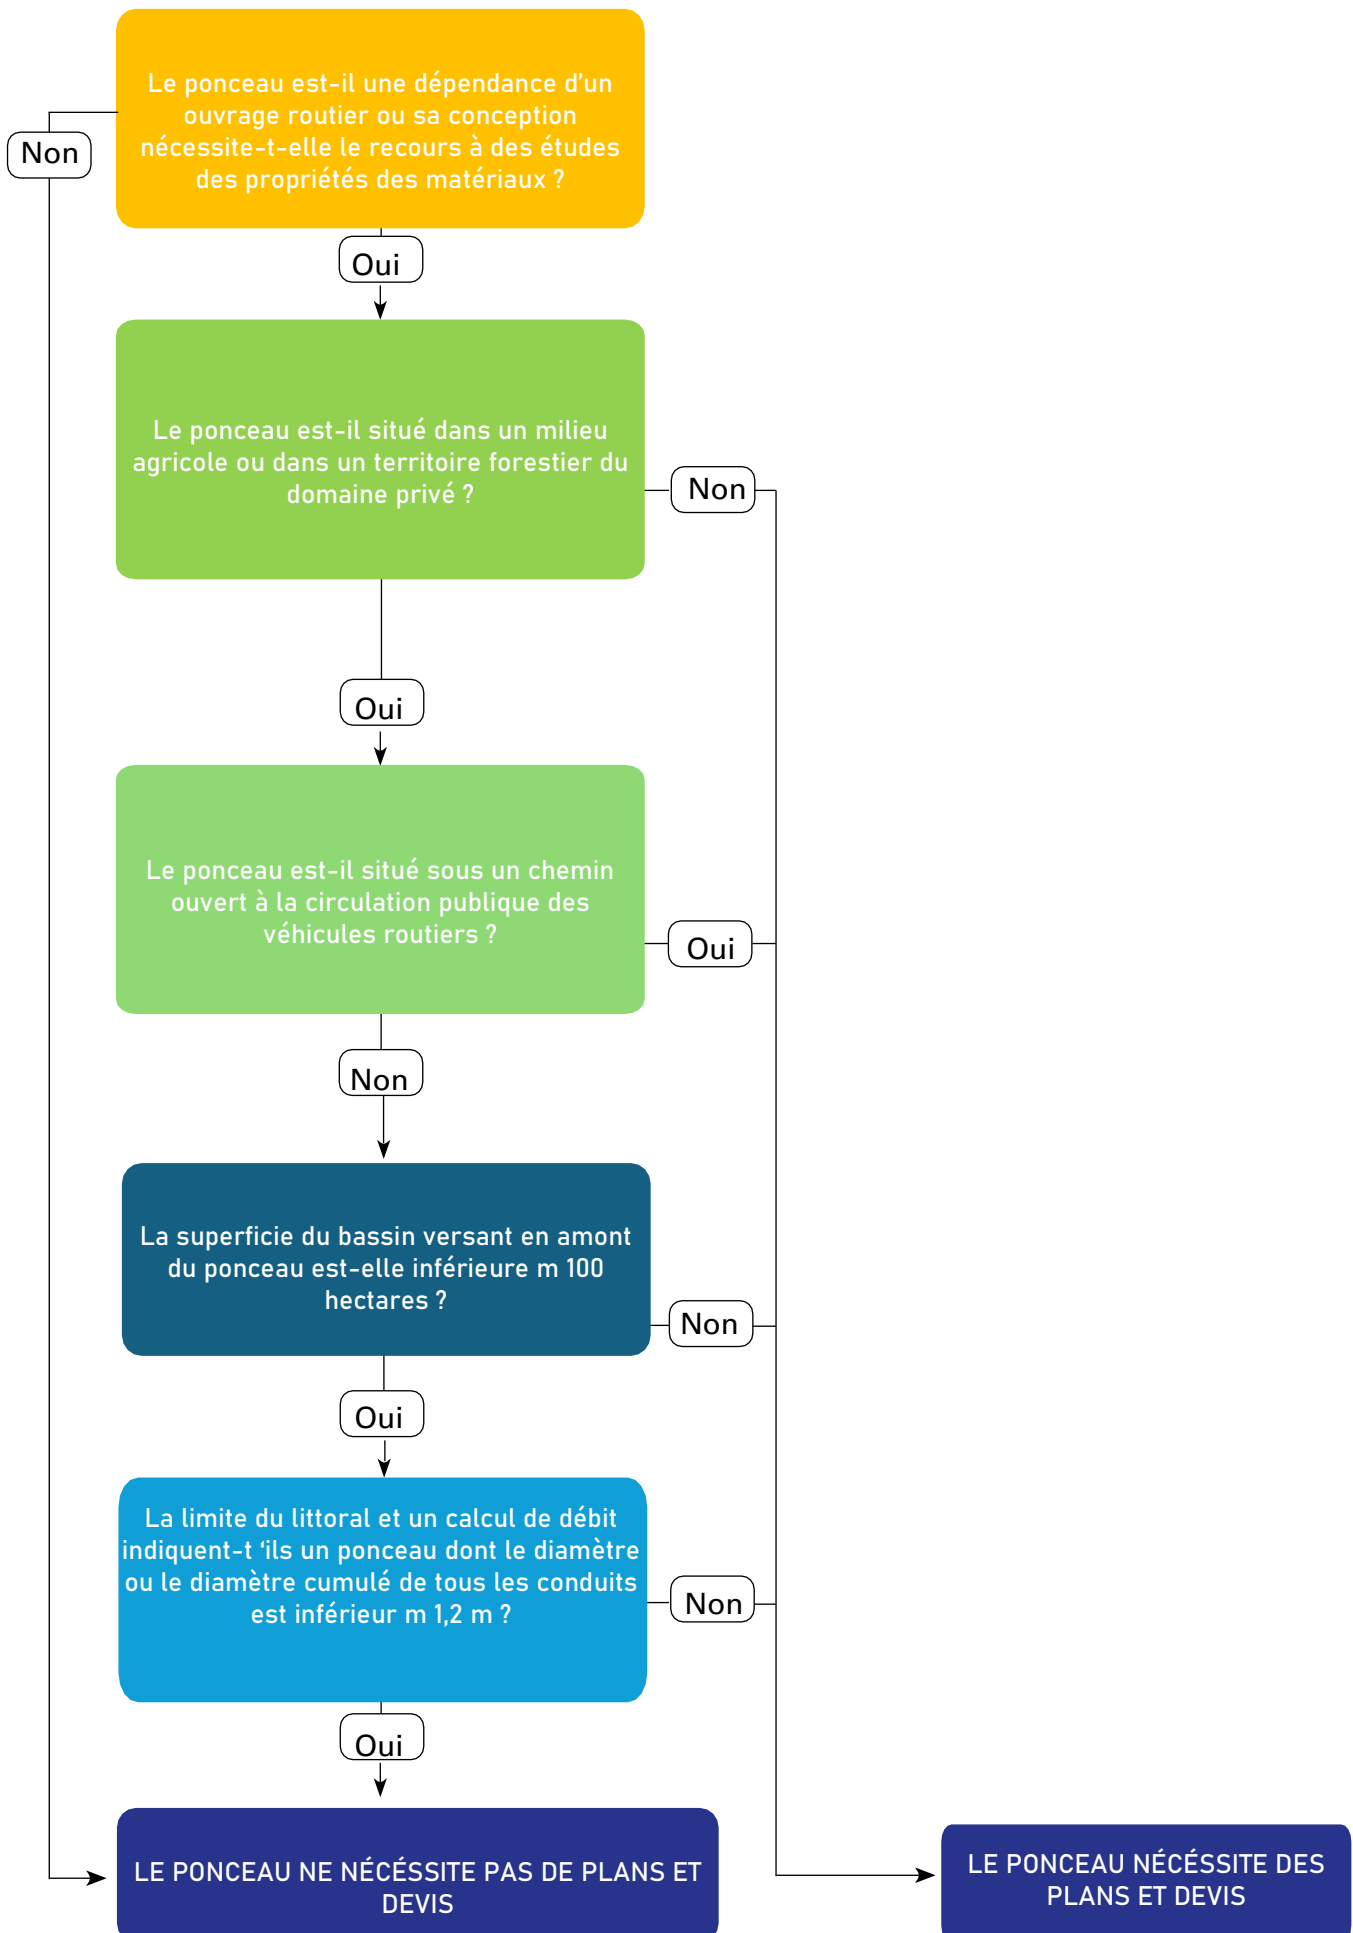 Le ponceau est-il une dépendance d'un
ouvrage routier ou sa conception
nécessite-t-elle le recours à des études
des propriétés des matériaux ?
Non
Oui
Le ponceau est-il situé dans un milieu
agricole ou dans un territoire forestier du
domaine privé ?
Non
Oui
Le ponceau est-il situé sous un chemin
ouvert à la circulation publique des
véhicules routiers ?
Oui
Non
La superficie du bassin versant en amont
du ponceau est-elle inférieure m 100
hectares ?
Non
Oui
La limite du littoral et un calcul de débit
indiquent-t ‘ils un ponceau dont le diamètre
ou le diamètre cumulé de tous les conduits
est inférieur m 1,2 m ?
Non
Oui
LE PONCEAU NE NÉCÉSSITE PAS DE PLANS ET
DEVIS
LE PONCEAU NÉCÉSSITE DES
PLANS ET DEVIS